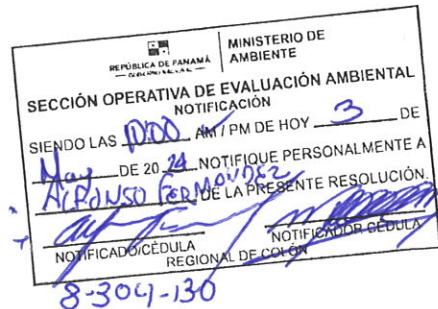 REPÚBLICA DE PANAMÁ
— GOBIERNO NACIONAL —
MINISTERIO DE
AMBIENTE
SECCIÓN OPERATIVA DE EVALUACIÓN AMBIENTAL
NOTIFICACIÓN
SIENDO LAS 10:00 AM / PM DE HOY 3 DE
May DE 20 24 NOTIFIQUE PERSONALMENTE A
Alfonso Fernandez DE LA PRESENTE RESOLUCIÓN.
NOTIFICADO/CÉDULA NOTIFICADOR CÉDULA
REGIONAL DE COLÓN
8-304-130